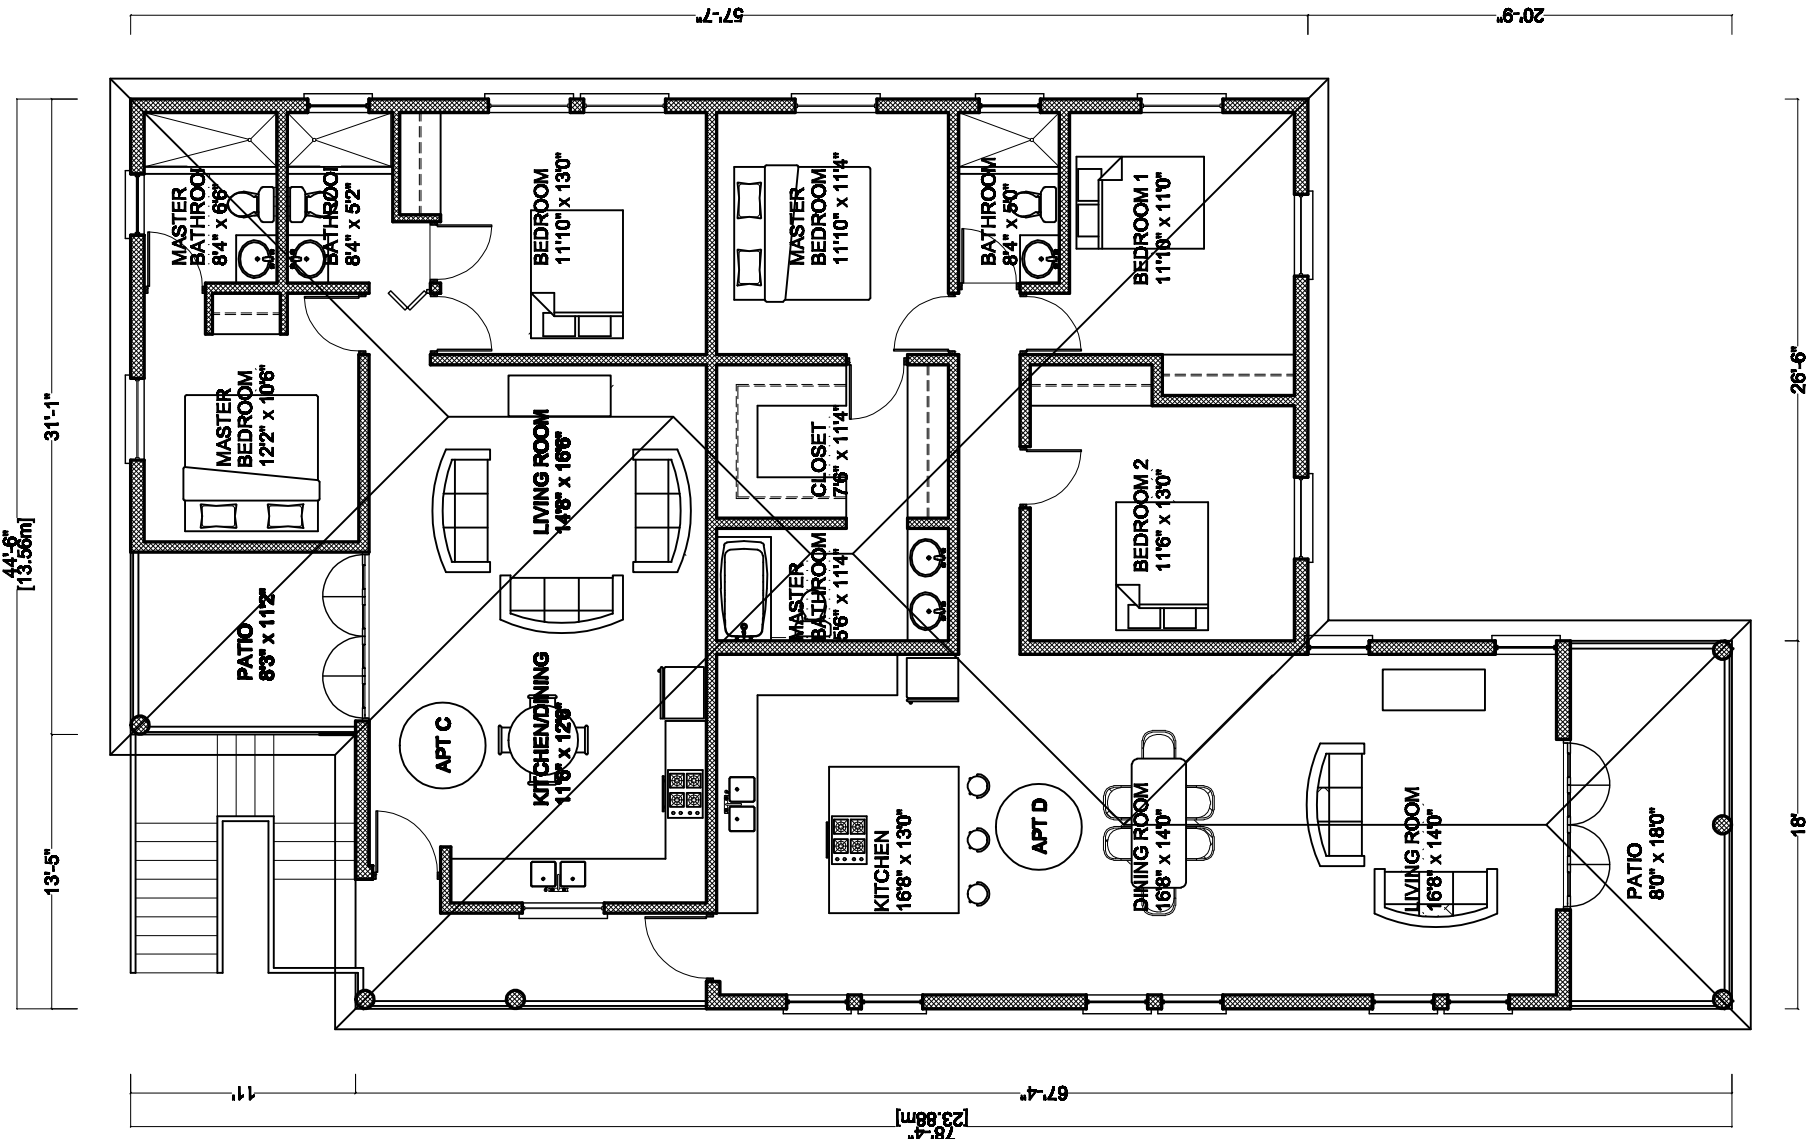 57'-7"
20'-9"
MASTER
BATHROOM
8'4" x 6'6"
BATHROOM
8'4" x 5'2"
BEDROOM
11'10" x 13'0"
MASTER
BEDROOM
11'10" x 11'4"
BATHROOM
8'4" x 5'0"
BEDROOM 1
11'10" x 11'0"
31'-1"
26'-6"
MASTER
BEDROOM
12'2" x 10'6"
LIVING ROOM
14'8" x 16'6"
CLOSET
7'6" x 11'4"
BEDROOM 2
11'6" x 13'0"
44'-6"
[13.56m]
PATIO
8'3" x 11'2"
MASTER
BATHROOM
5'6" x 11'4"
APT C
KITCHEN/DINING
11'6" x 12'6"
KITCHEN
16'8" x 13'0"
APT D
DINING ROOM
16'8" x 14'0"
LIVING ROOM
16'8" x 14'0"
PATIO
8'0" x 18'0"
13'-5"
18'
11'
67'-4"
[23.88m]
78'-4"